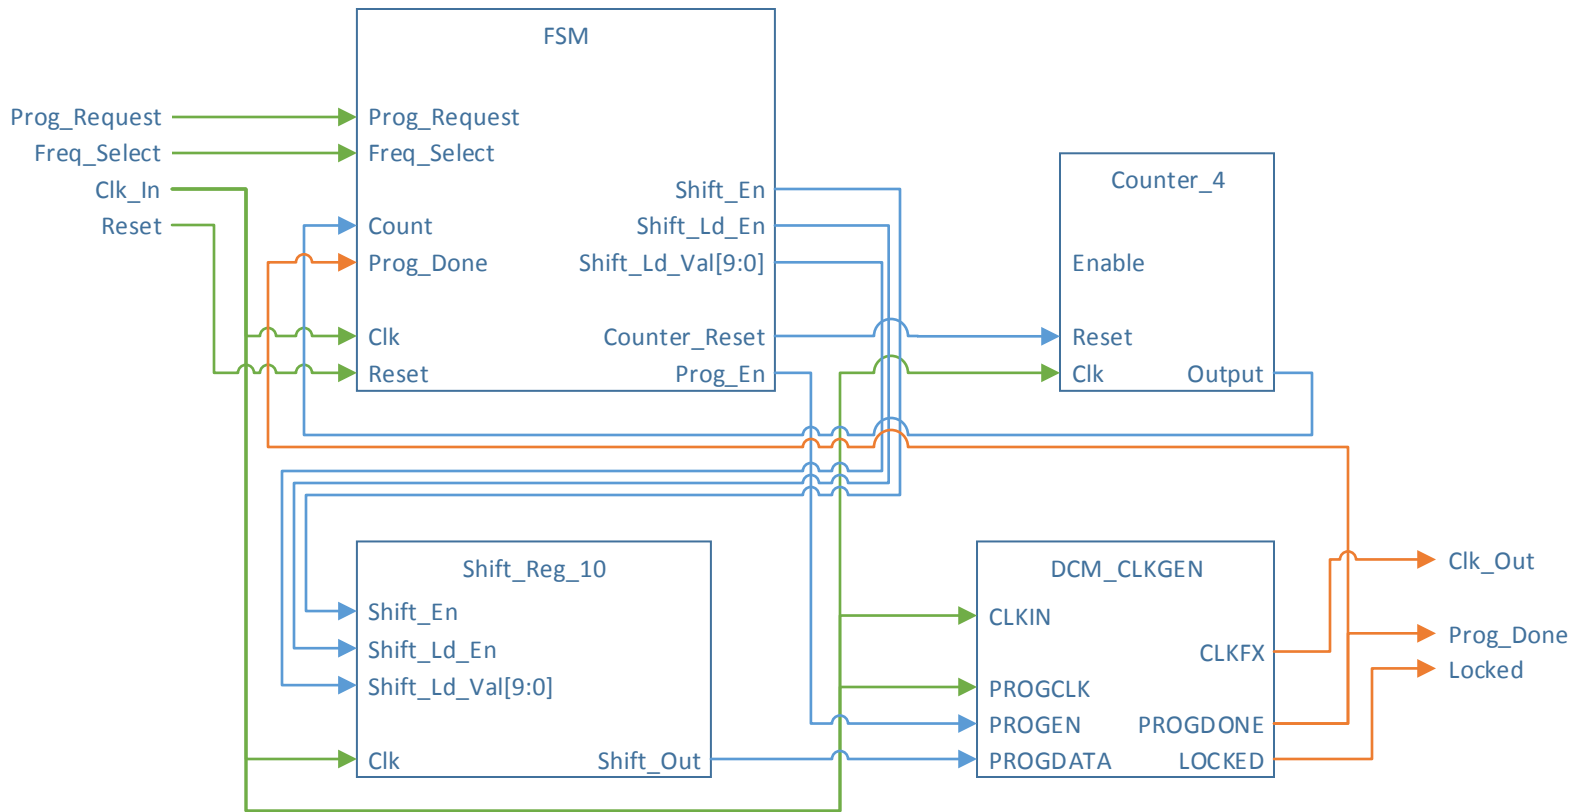 FSM
Prog_Request
Freq_Select
Clk_In
Reset
Prog_Request
Freq_Select
Count
Prog_Done
Clk
Reset
Shift_En
Shift_Ld_En
Shift_Ld_Val[9:0]
Counter_Reset
Prog_En
Counter_4
Enable
Reset
Clk
Output
Shift_Reg_10
Shift_En
Shift_Ld_En
Shift_Ld_Val[9:0]
Clk
Shift_Out
DCM_CLKGEN
CLKIN
PROGCLK
PROGEN
PROGDATA
CLKFX
PROGDONE
LOCKED
Clk_Out
Prog_Done
Locked